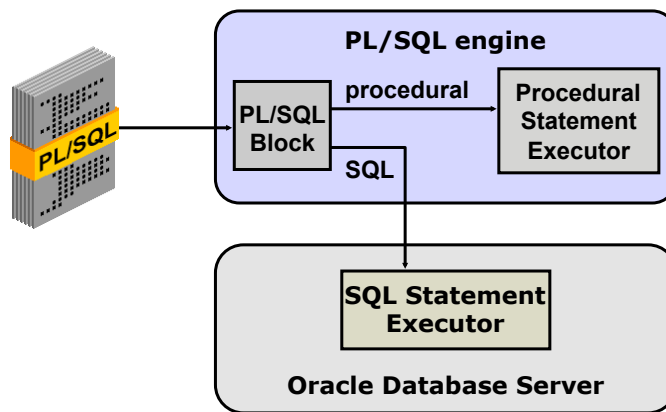 PL/SQL engine
PL/SQL
PL/SQL
Block
procedural
SQL
Procedural
Statement
Executor
SQL Statement
Executor
Oracle Database Server